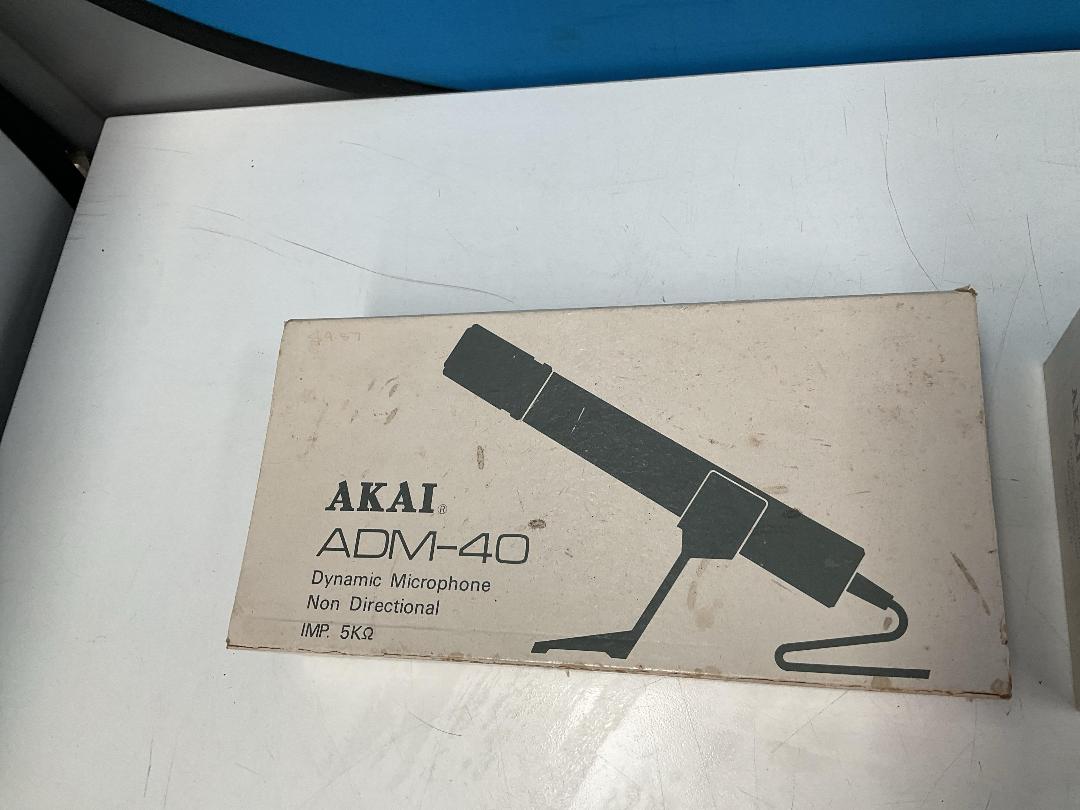 AKAI®
ADM-40
Dynamic Microphone
Non Directional
IMP. 5KΩ